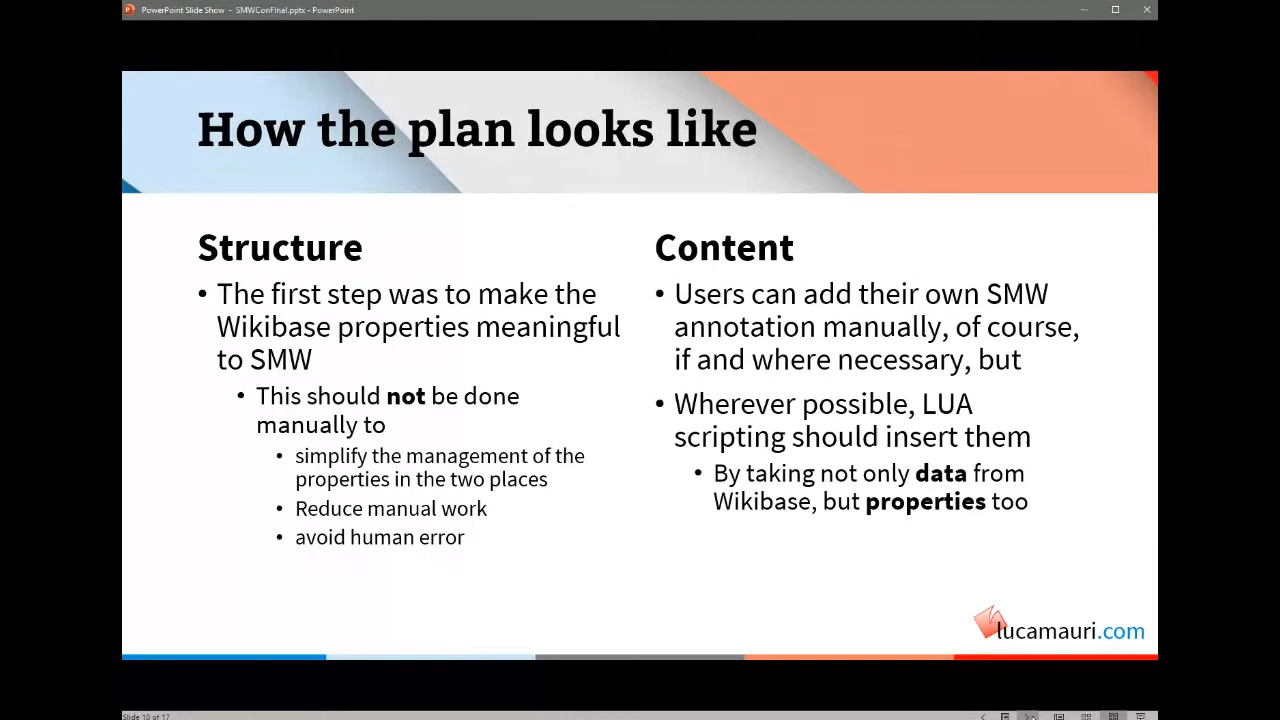 PowerPoint Slide Show - SMWConFinal.pptx - PowerPoint
How the plan looks like
Structure
• The first step was to make the
Wikibase properties meaningful
to SMW
• This should not be done
manually to
• simplify the management of the
properties in the two places
• Reduce manual work
• avoid human error
Content
• Users can add their own SMW
annotation manually, of course,
if and where necessary, but
• Wherever possible, LUA
scripting should insert them
• By taking not only data from
Wikibase, but properties too
lucamauri.com
Slide 10 of 17